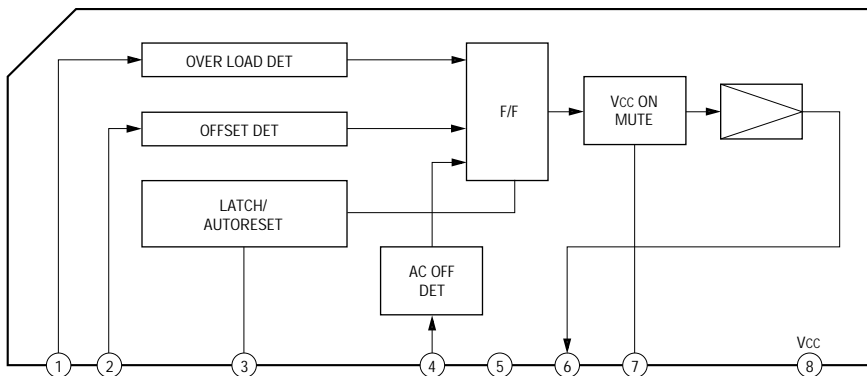 OVER LOAD DET
OFFSET DET
LATCH/
AUTORESET
F/F
VCC ON
MUTE
AC OFF
DET
VCC
1 2 3 4 5 6 7 8